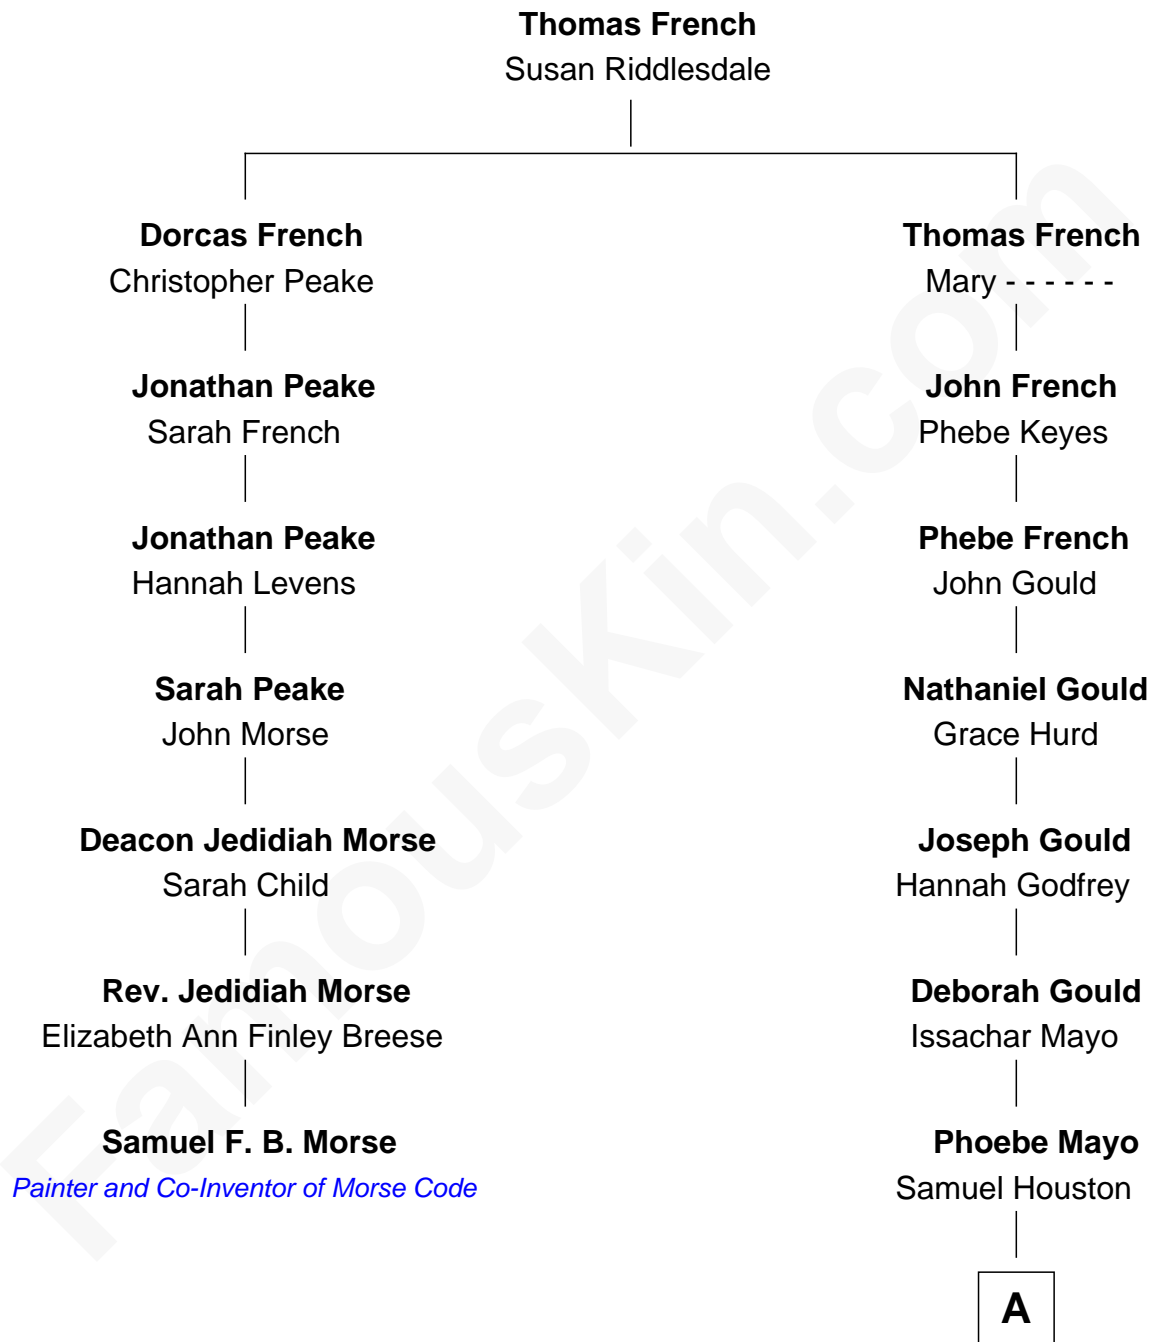 Thomas French
Susan Riddlesdale
Dorcas French
Christopher Peake
Jonathan Peake
Sarah French
Jonathan Peake
Hannah Levens
Sarah Peake
John Morse
Deacon Jedidiah Morse
Sarah Child
Rev. Jedidiah Morse
Elizabeth Ann Finley Breese
Samuel F. B. Morse
Painter and Co-Inventor of Morse Code
Thomas French
Mary - - - - - -
John French
Phebe Keyes
Phebe French
John Gould
Nathaniel Gould
Grace Hurd
Joseph Gould
Hannah Godfrey
Deborah Gould
Issachar Mayo
Phoebe Mayo
Samuel Houston
A
FamousKin.com